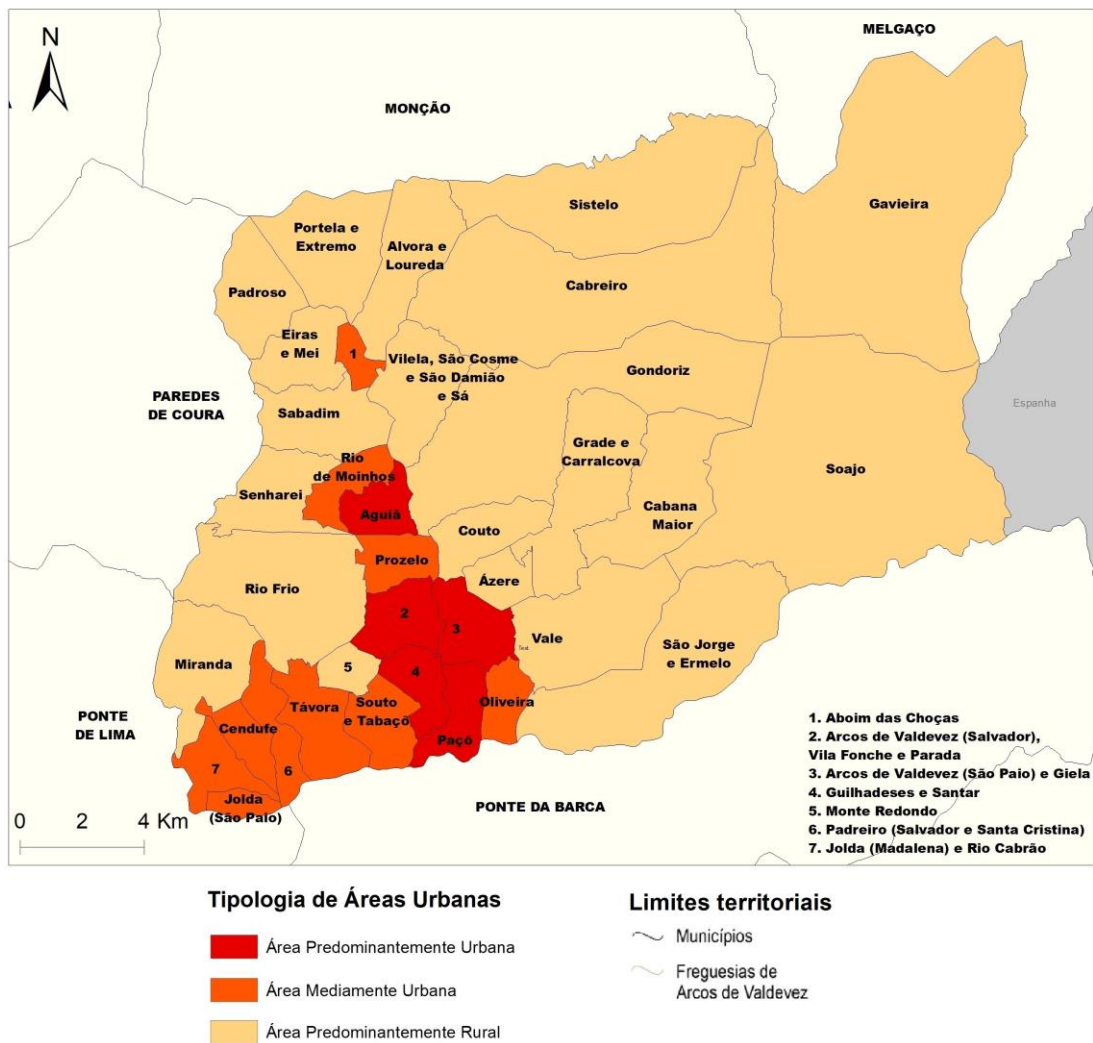 N
MELGAÇO
MONÇÃO
Sistelo
Gavieira
Portela e
Extremo
Alvora e
Loureda
Padroso
Cabreiro
Eiras
e Mei
1
Vilela, São Cosme
e São Damião
e Sá
Gondoriz
Espanha
PAREDES
DE COURA
Sabadim
Grade e
Carralcova
Soajo
Rio
de Moinhos
Senharei
Aguiã
Cabana
Maior
Couto
Prozelo
Ázere
Rio Frio
2
3
Vale
São Jorge
e Ermelo
Miranda
5
4
Távora
Souto
e Tabaçô
Oliveira
PONTE
DE LIMA
Cendufe
Paçô
7
6
Jolda
(São Paio)
PONTE DA BARCA
0 2 4 Km
1. Aboim das Choças
2. Arcos de Valdevez (Salvador),
Vila Fonche e Parada
3. Arcos de Valdevez (São Paio) e Giela
4. Guilhadeses e Santar
5. Monte Redondo
6. Padreiro (Salvador e Santa Cristina)
7. Jolda (Madalena) e Rio Cabrão
Tipologia de Áreas Urbanas
Área Predominantemente Urbana
Área Mediamente Urbana
Área Predominantemente Rural
Limites territoriais
Municípios
Freguesias de
Arcos de Valdevez